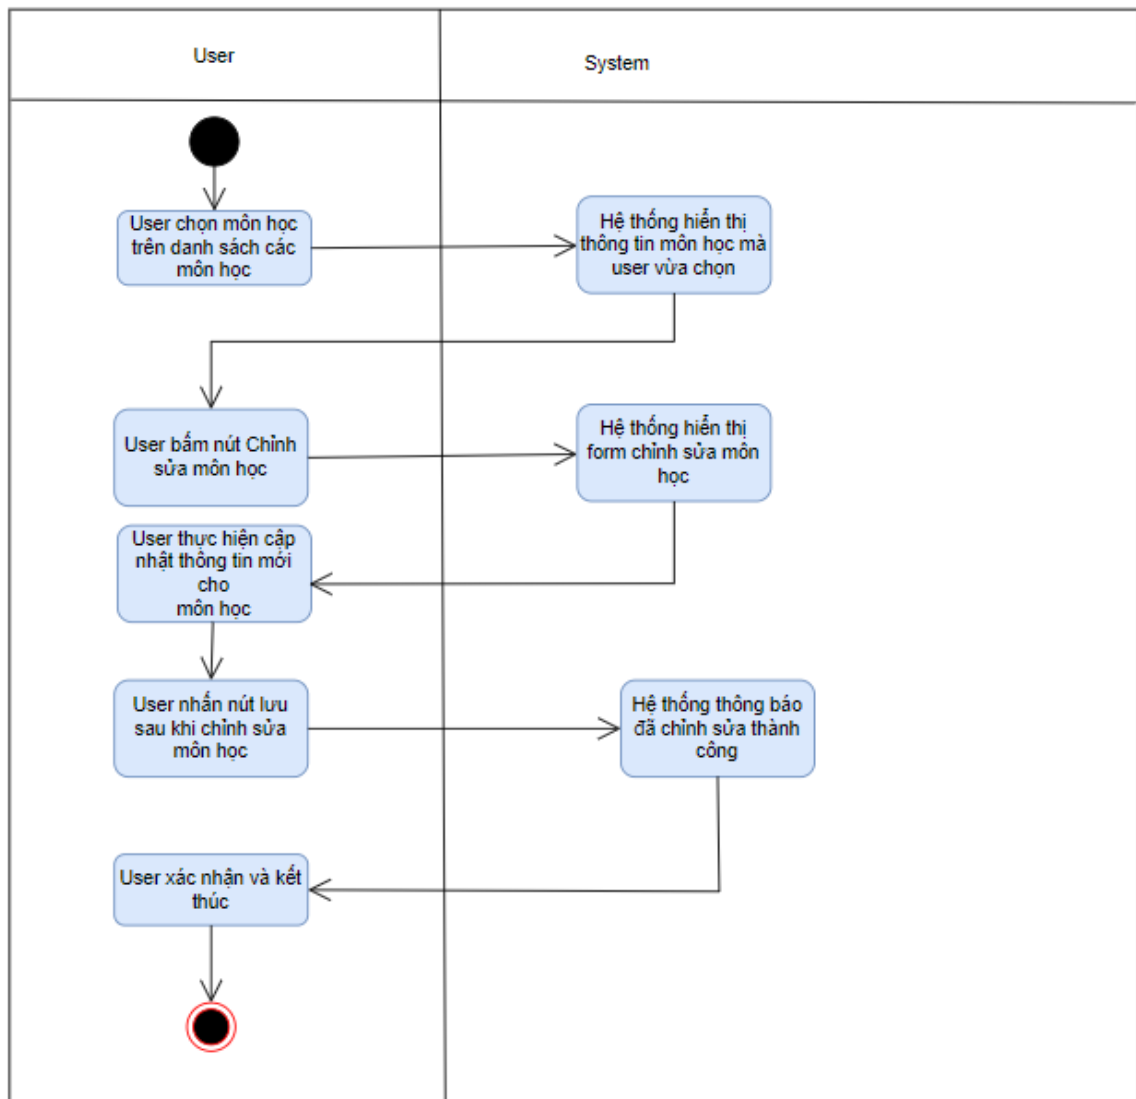 User
System
User chọn môn học
trên danh sách các
môn học
Hệ thống hiển thị
thông tin môn học mà
user vừa chọn
User bấm nút Chỉnh
sửa môn học
Hệ thống hiển thị
form chỉnh sửa môn
học
User thực hiện cập
nhật thông tin mới
cho
môn học
User nhấn nút lưu
sau khi chỉnh sửa
môn học
Hệ thống thông báo
đã chỉnh sửa thành
công
User xác nhận và kết
thúc